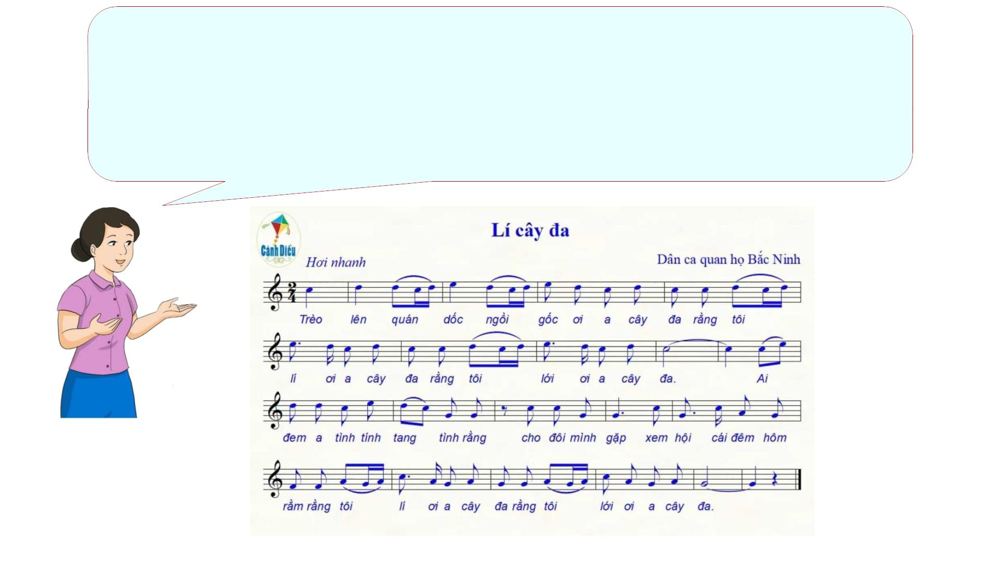 Lí cây đa
Cánh Diều
Hơi nhanh
Dân ca quan họ Bắc Ninh
2
4
Trèo lên quán dốc ngồi gốc ơi a cây đa rằng tôi
lí ơi a cây đa rằng tôi lới ơi a cây đa. Ai
đem a tình tính tang tình rằng cho đôi mình gặp xem hội cái đêm hôm
rằm rằng tôi lí ơi a cây đa rằng tôi lới ơi a cây đa.